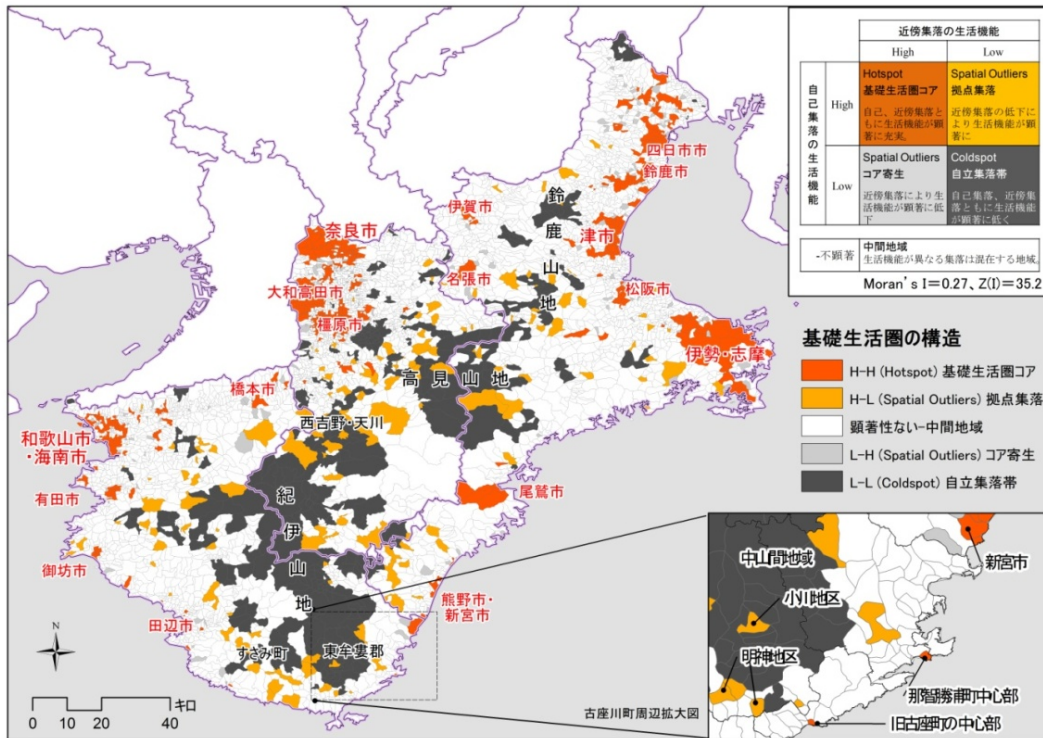 近傍集落の生活機能
High
Low
自己集落の生活機能
High
Hotspot
基礎生活圏コア
自己、近傍集落と
もに生活機能が顕
著に充実。
Spatial Outliers
拠点集落
近傍集落の低下に
より生活機能が顕
著に
Low
Spatial Outliers
コア寄生
近傍集落により生
活機能が顕著に低
下
Coldspot
自立集落帯
自己集落、近傍集
落ともに生活機能
が顕著に低く
-不顕著
中間地域
生活機能が異なる集落は混在する地域。
Moran's I=0.27、Z(I)=35.2
基礎生活圏の構造
H-H (Hotspot) 基礎生活圏コア
H-L (Spatial Outliers) 拠点集落
顕著性ない-中間地域
L-H (Spatial Outliers) コア寄生
L-L (Coldspot) 自立集落帯
四日市市
鈴鹿市
鈴鹿山地
伊賀市
津市
奈良市
名張市
松阪市
大和高田市
橿原市
伊勢・志摩
高見山地
橋本市
西吉野・天川
和歌山市
・海南市
有田市
尾鷲市
紀伊山地
御坊市
熊野市・
新宮市
田辺市
すさみ町
東牟婁郡
N
0 10 20 40
キロ
古座川町周辺拡大図
中山間地域
新宮市
小川地区
明神地区
那智勝浦町中心部
旧古座町の中心部